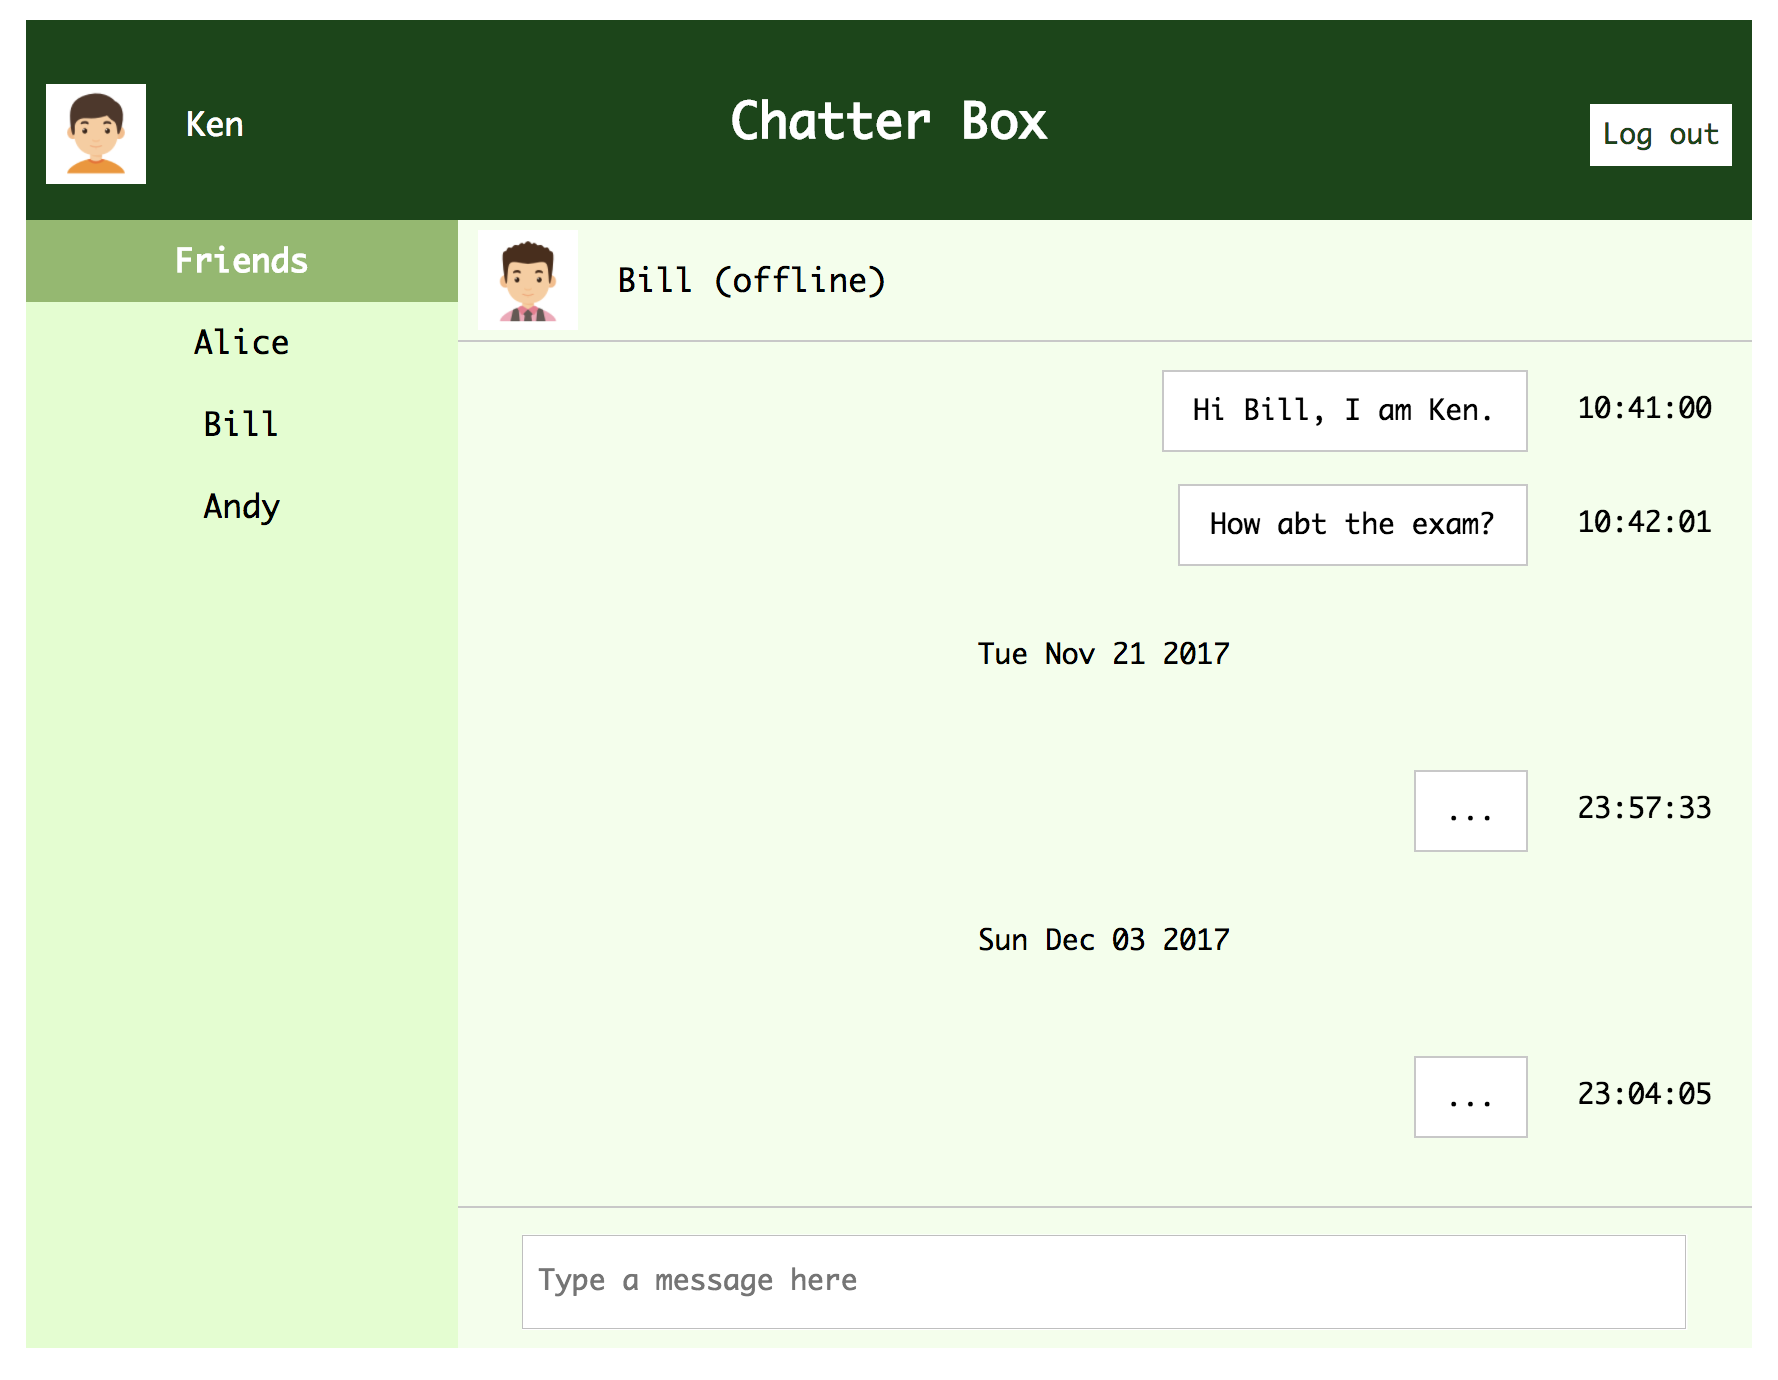 Ken
Chatter Box
Log out
Friends
Alice
Bill
Andy
Bill (offline)
Hi Bill, I am Ken. 10:41:00
How abt the exam? 10:42:01
Tue Nov 21 2017
... 23:57:33
Sun Dec 03 2017
... 23:04:05
Type a message here